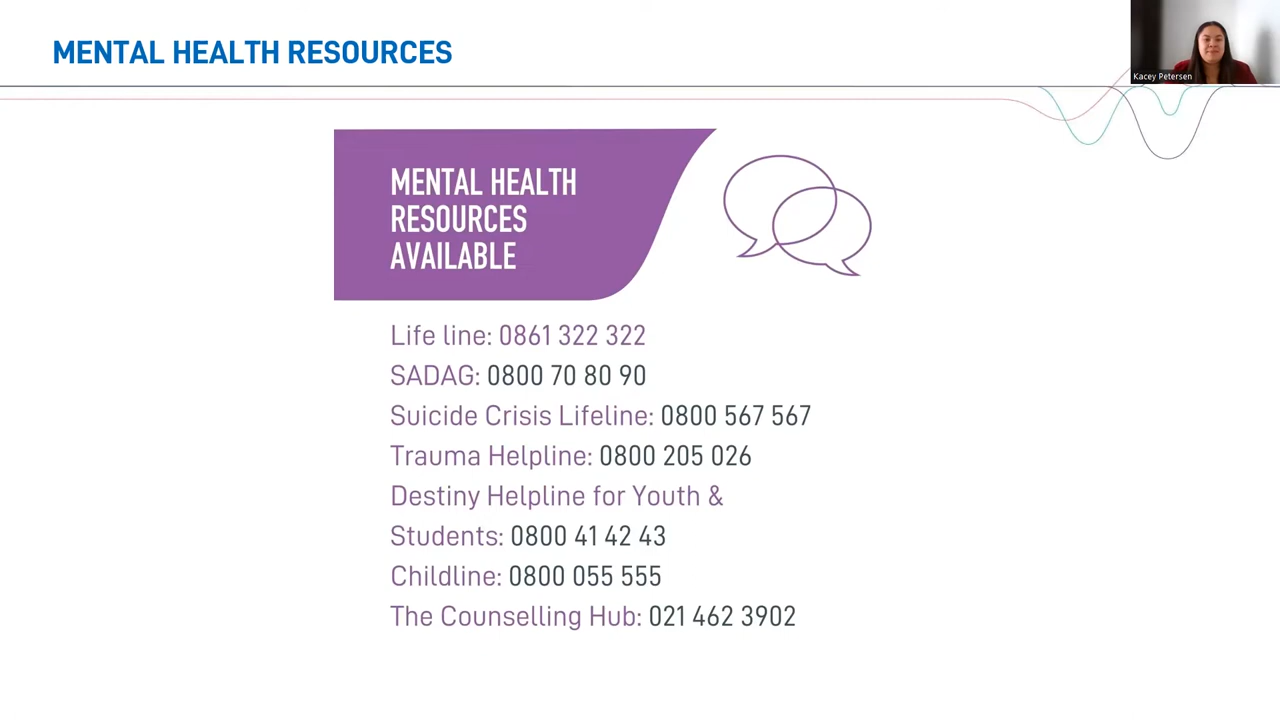 MENTAL HEALTH RESOURCES
Kacey Petersen
MENTAL HEALTH
RESOURCES
AVAILABLE
Life line: 0861 322 322
SADAG: 0800 70 80 90
Suicide Crisis Lifeline: 0800 567 567
Trauma Helpline: 0800 205 026
Destiny Helpline for Youth &
Students: 0800 41 42 43
Childline: 0800 055 555
The Counselling Hub: 021 462 3902